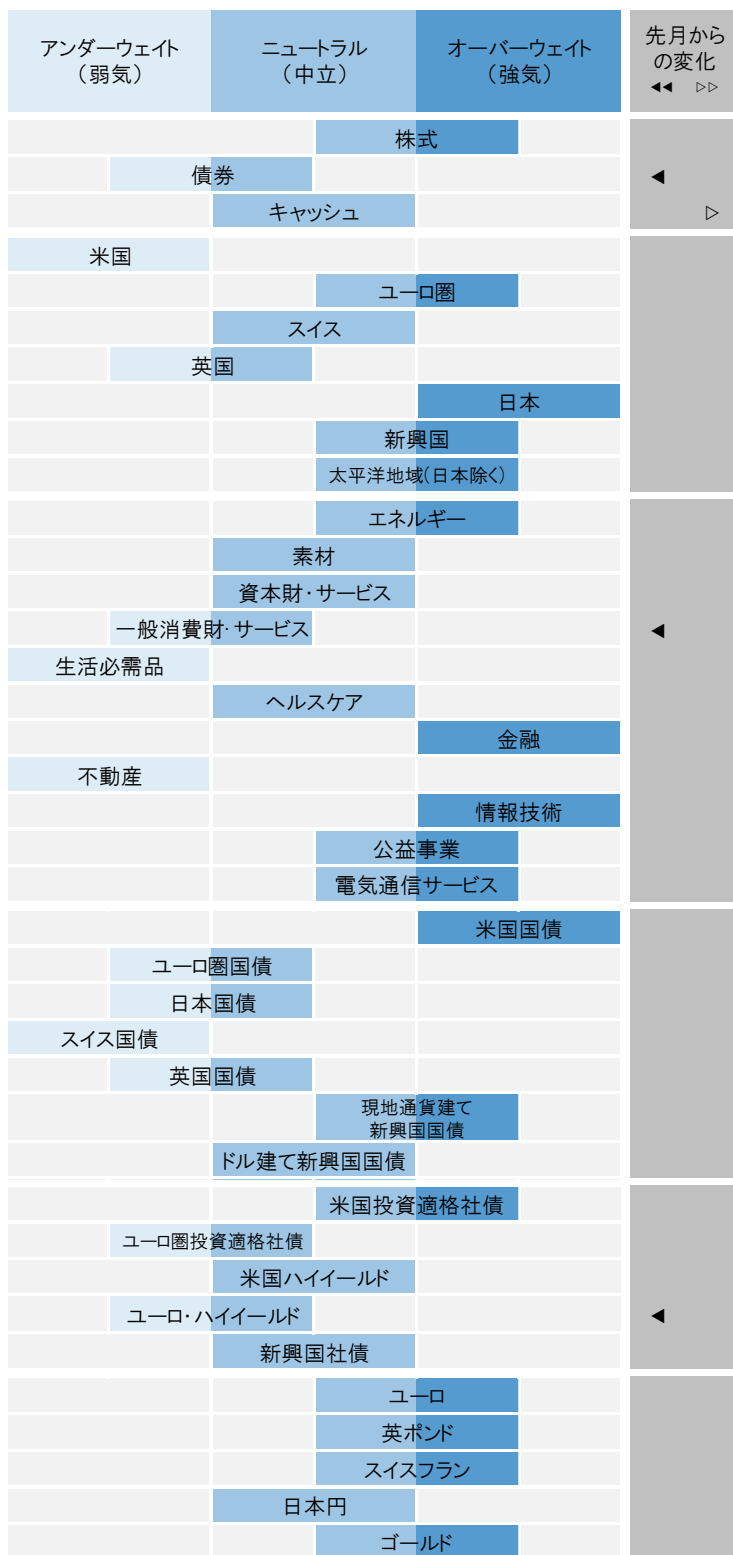 アンダーウェイト
（弱気）
ニュートラル
（中立）
オーバーウェイト
（強気）
先月から
の変化
◀◀ ▷▷
株式
債券 ◀
キャッシュ ▷
米国
ユーロ圏
スイス
英国
日本
新興国
太平洋地域(日本除く)
エネルギー
素材
資本財・サービス
一般消費財・サービス ◀
生活必需品
ヘルスケア
金融
不動産
情報技術
公益事業
電気通信サービス
米国国債
ユーロ圏国債
日本国債
スイス国債
英国国債
現地通貨建て
新興国国債
ドル建て新興国国債
米国投資適格社債
ユーロ圏投資適格社債
米国ハイイールド
ユーロ・ハイイールド ◀
新興国社債
ユーロ
英ポンド
スイスフラン
日本円
ゴールド